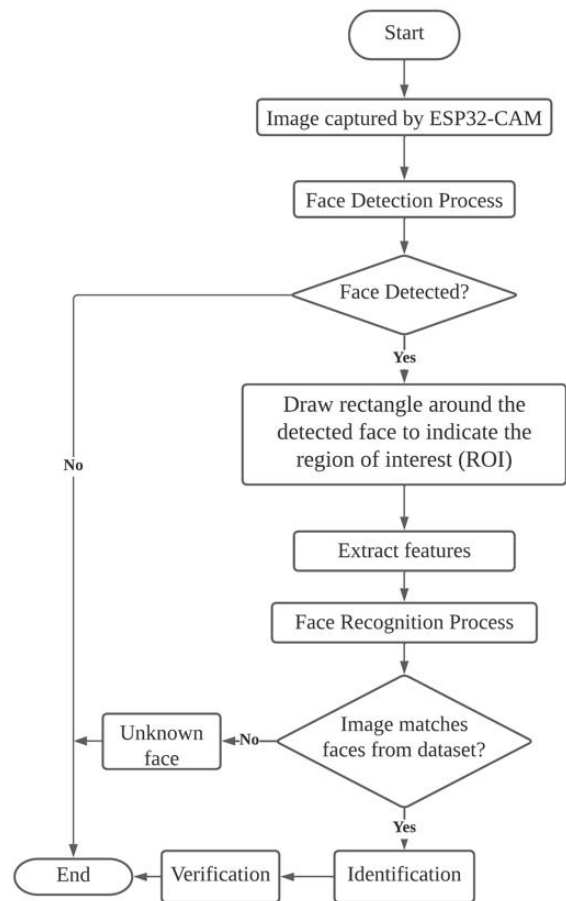 Start
Image captured by ESP32-CAM
Face Detection Process
Face Detected?
Yes
Draw rectangle around the
detected face to indicate the
region of interest (ROI)
No
Extract features
Face Recognition Process
Image matches
faces from dataset?
No
Unknown
face
Yes
End
Verification
Identification